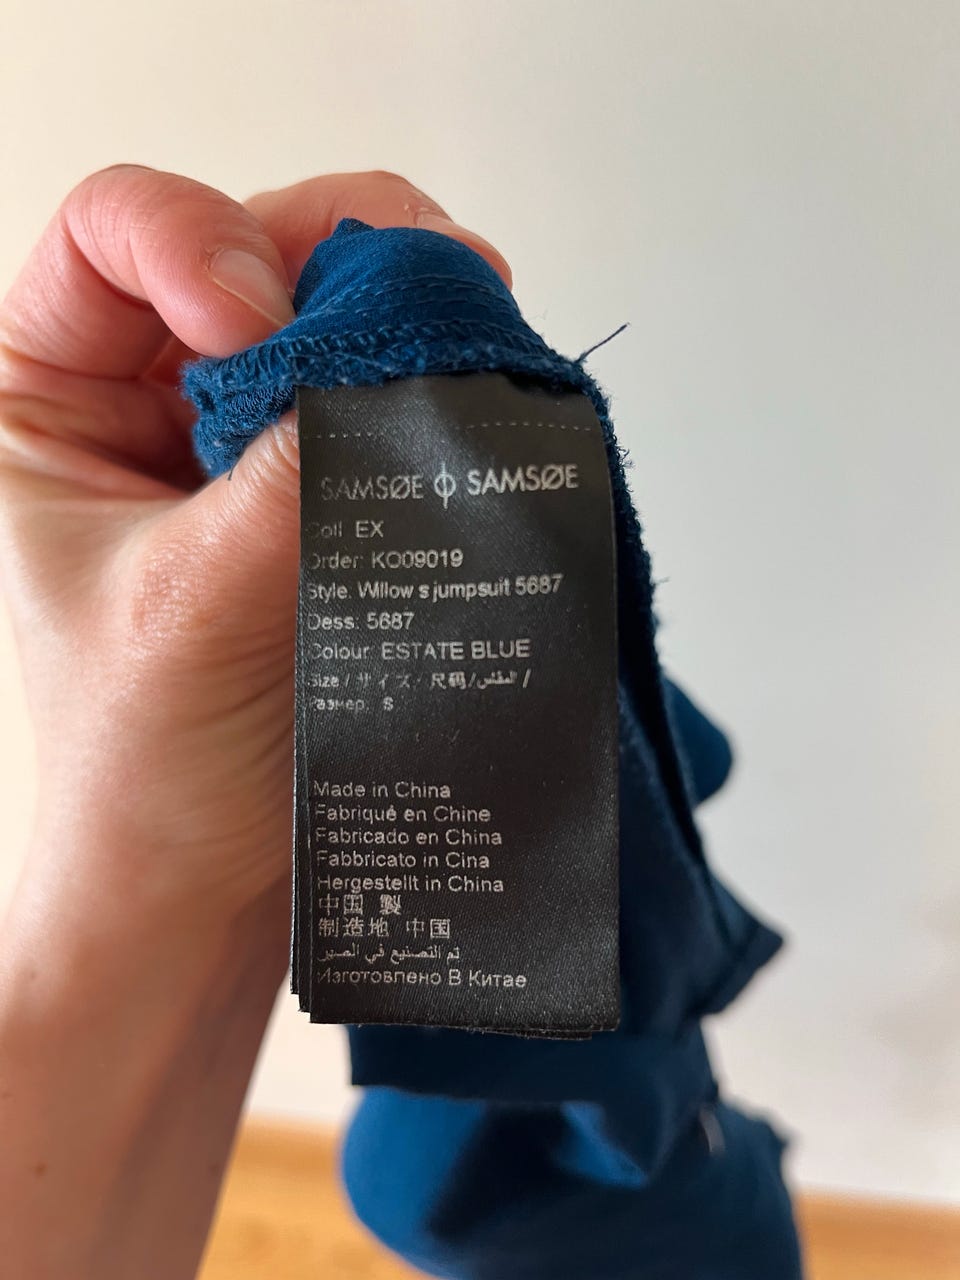 SAMSØE ϕ SAMSØE
Coll EX
Order: KO09019
Style: Willow s jumpsuit 5687
Dess: 5687
Colour ESTATE BLUE
Size / サイズ / 尺码 / المقاس /
Размер: S
Made in China
Fabriqué en Chine
Fabricado en China
Fabbricato in Cina
Hergestellt in China
中国 製
制造地 中国
تم التصنيع في الصين
Изготовлено В Китае